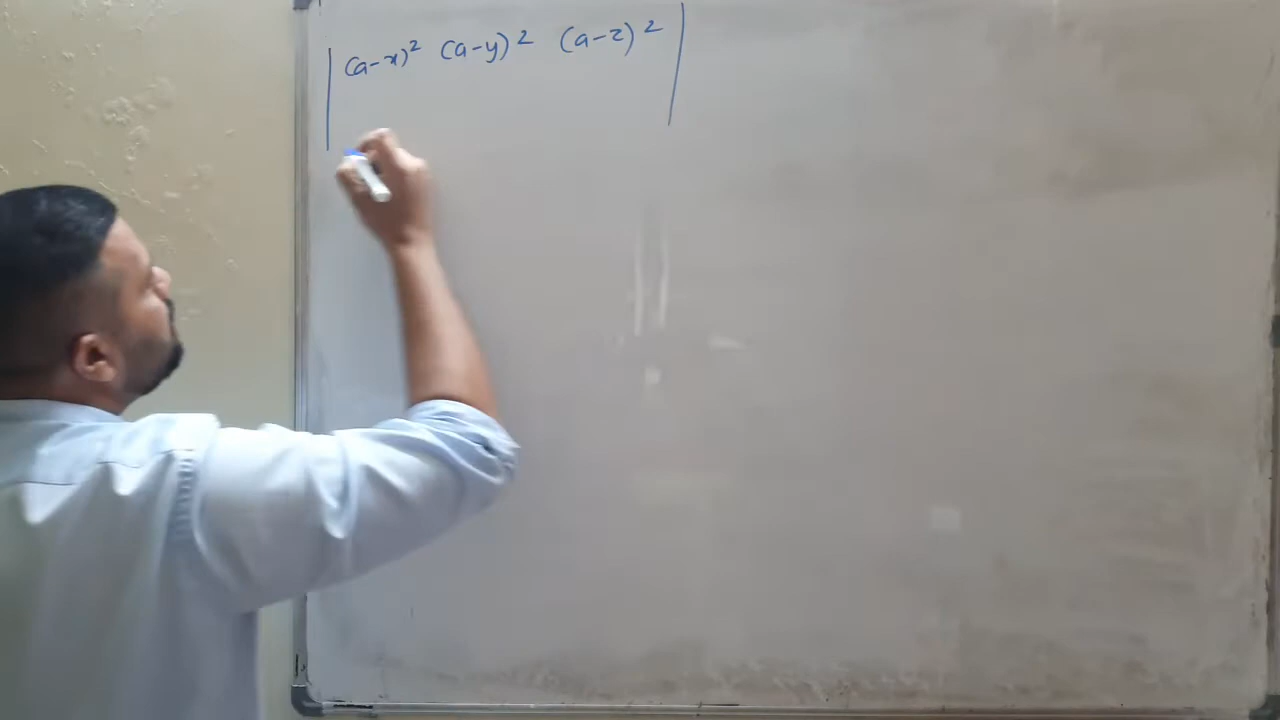 | (a-x)² (a-y)² (a-z)² |